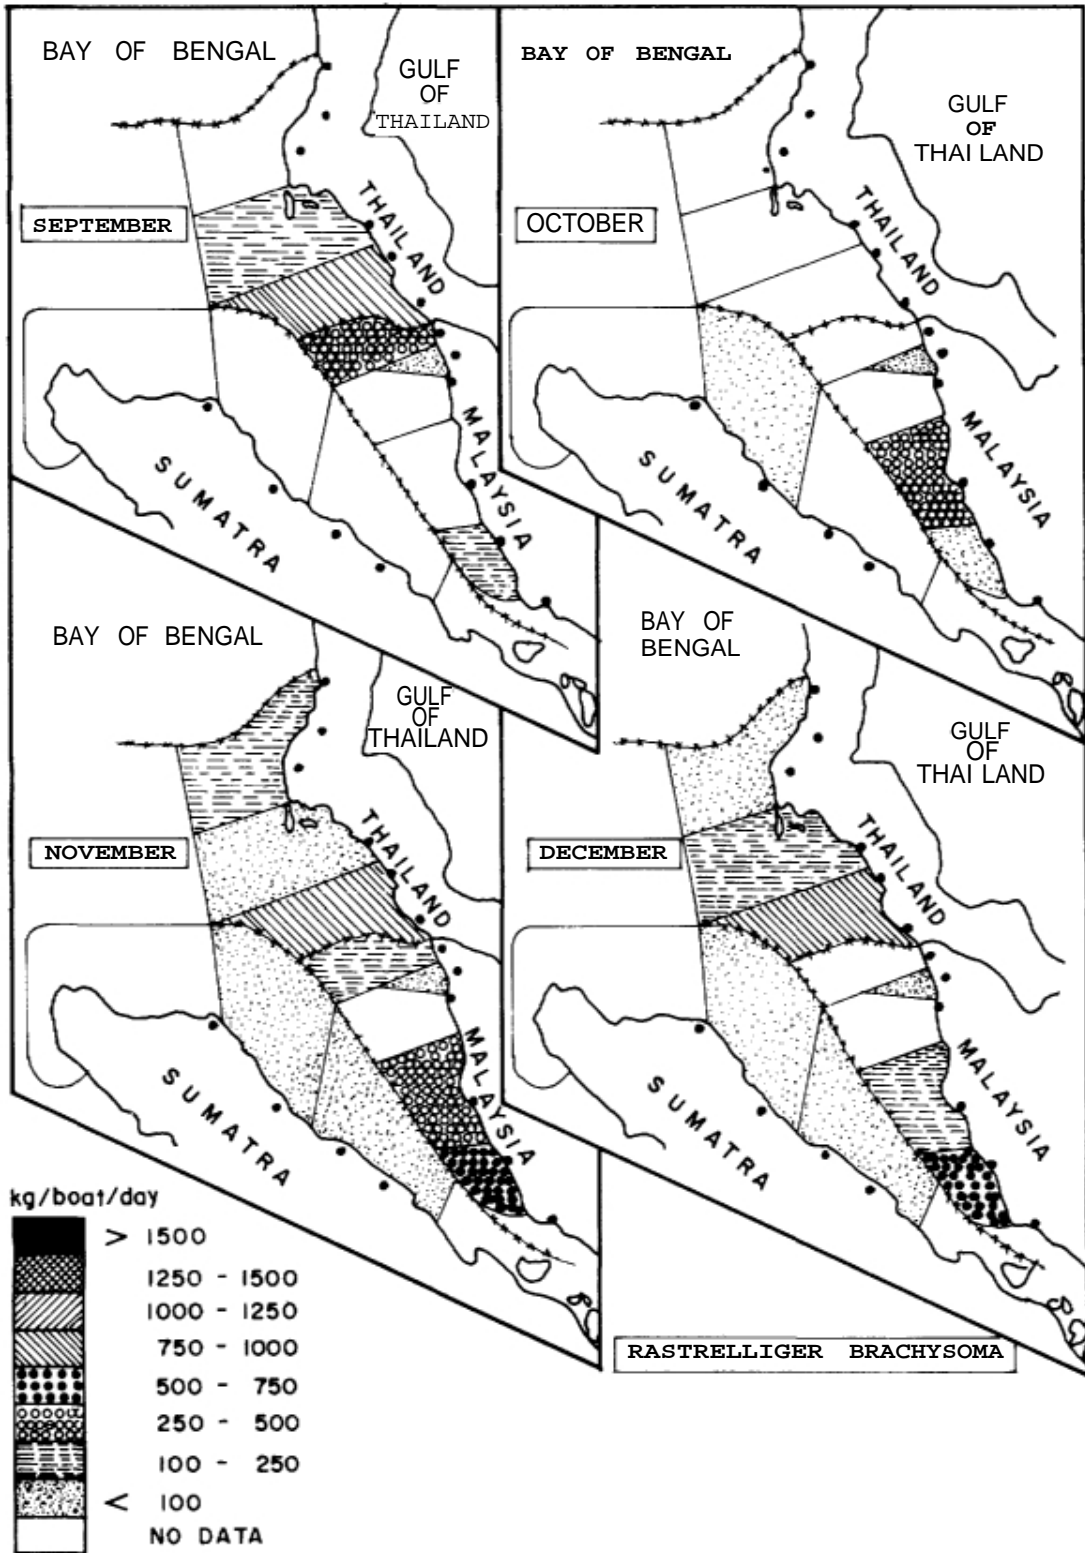 BAY OF BENGAL
GULF
OF
THAILAND
SEPTEMBER
THAILAND
MALAYSIA
SUMATRA
BAY OF BENGAL
GULF
OF
THAI LAND
OCTOBER
THAILAND
MALAYSIA
SUMATRA
BAY OF BENGAL
GULF
OF
THAILAND
NOVEMBER
THAILAND
MALAYSIA
SUMATRA
BAY OF
BENGAL
GULF
OF
THAI LAND
DECEMBER
THAILAND
MALAYSIA
SUMATRA
kg/boat/day
> 1500
1250 - 1500
1000 - 1250
750 - 1000
500 - 750
250 - 500
100 - 250
< 100
NO DATA
RASTRELLIGER BRACHYSOMA